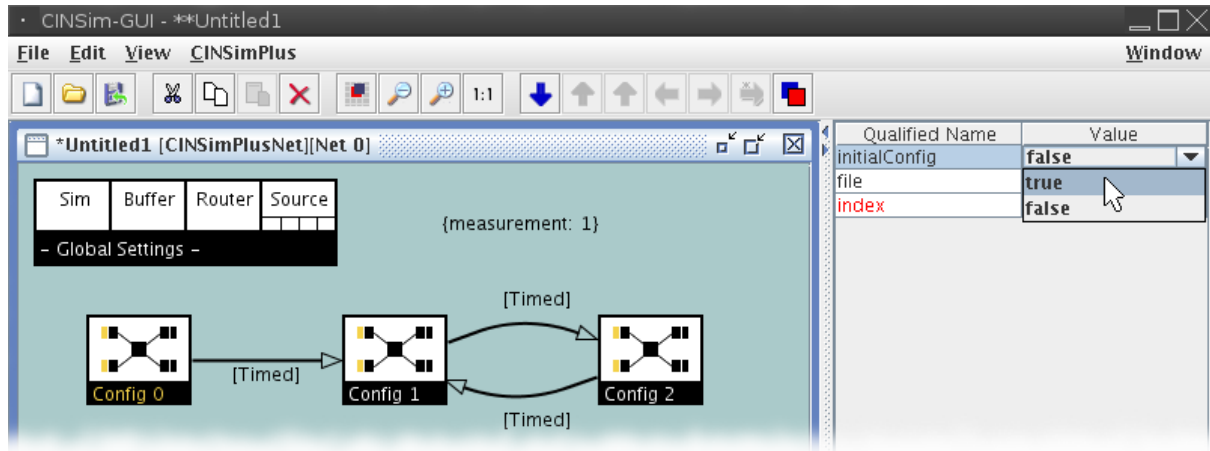 CINSim-GUI - **Untitled1
File Edit View CINSimPlus Window
1:1
*Untitled1 [CINSimPlusNet][Net 0]
Qualified Name Value
initialConfig false
file true
index false
Sim Buffer Router Source
– Global Settings –
{measurement: 1}
[Timed]
[Timed]
Config 0 Config 1 Config 2
[Timed]